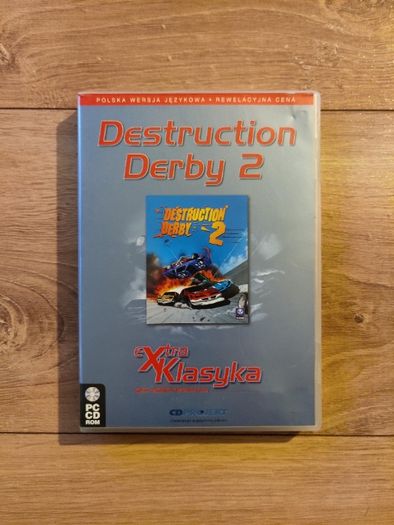 POLSKA WERSJA JĘZYKOWA • REWELACYJNA CENA
Destruction
Derby 2
DESTRUCTION
DERBY 2
eXtra
Klasyka
PC
CD
ROM
CD PROJEKT